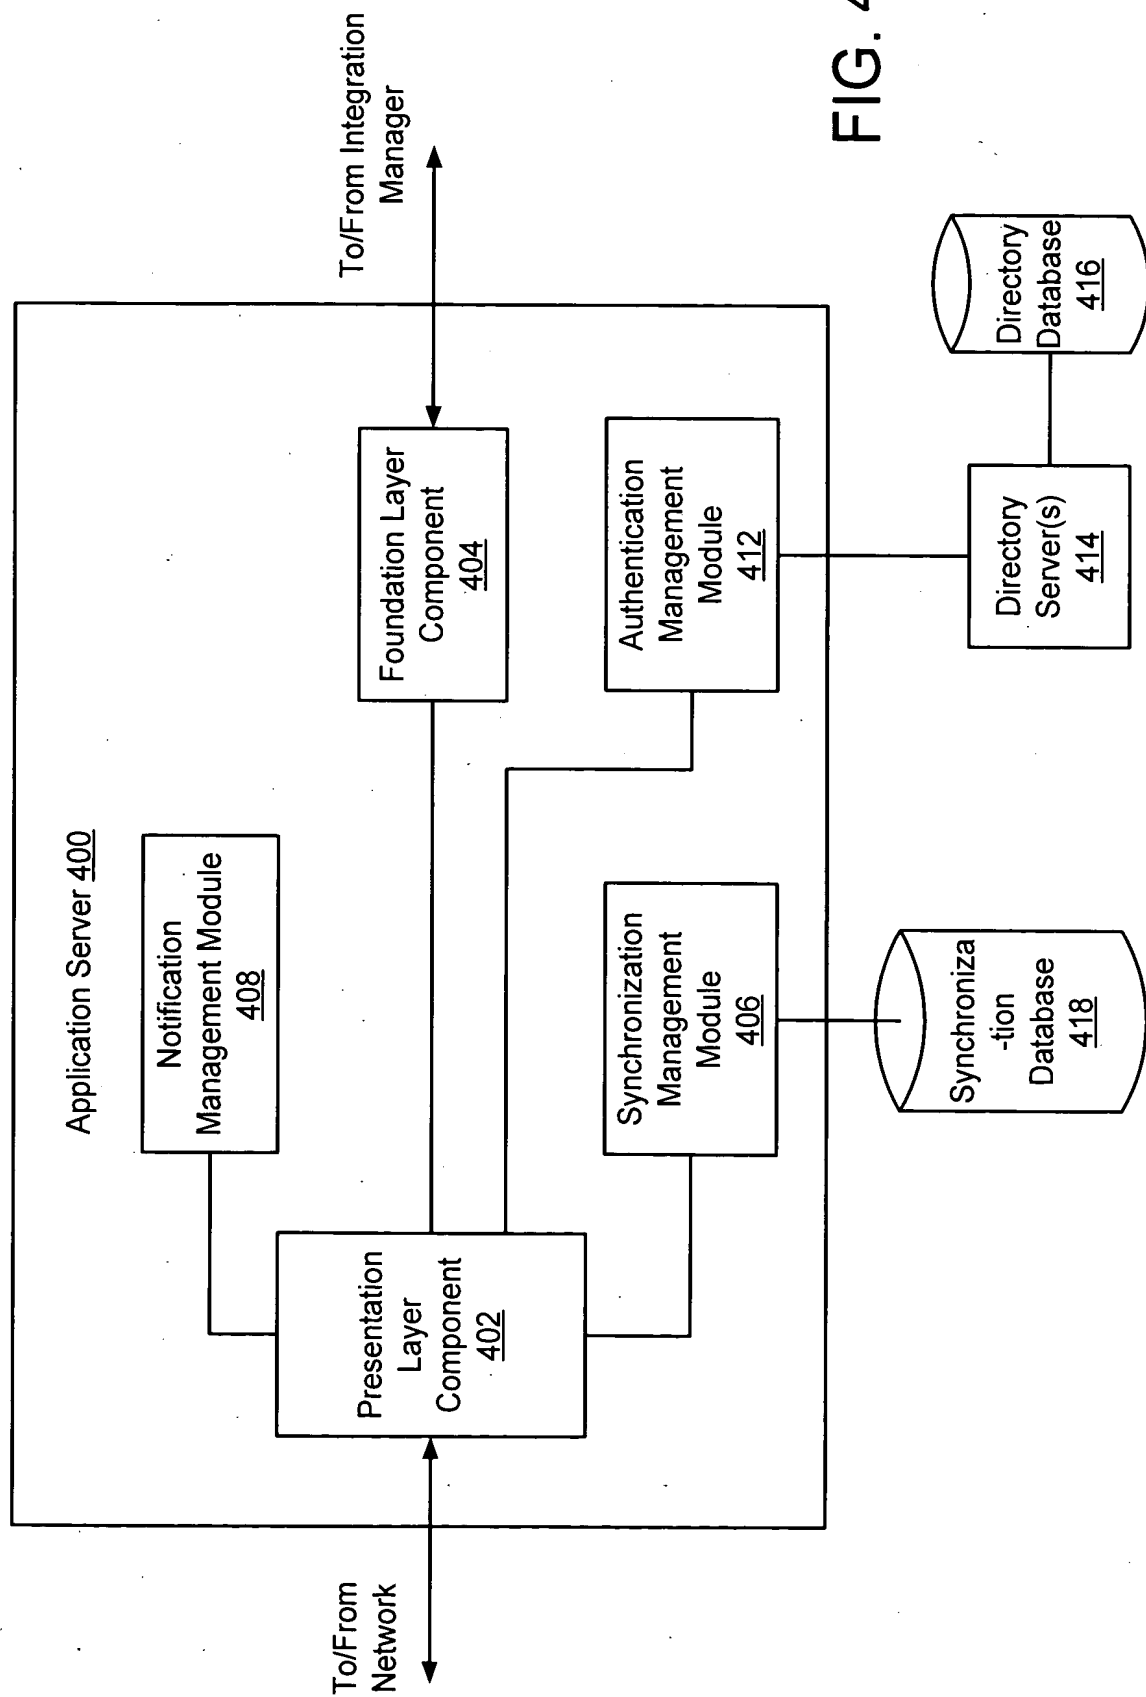 Application Server 400
Notification
Management Module
408
To/From
Network
Presentation
Layer
Component
402
Foundation Layer
Component
404
To/From Integration
Manager
Synchronization
Management
Module
406
Authentication
Management
Module
412
Synchroniza
-tion
Database
418
Directory
Server(s)
414
Directory
Database
416
FIG. 4